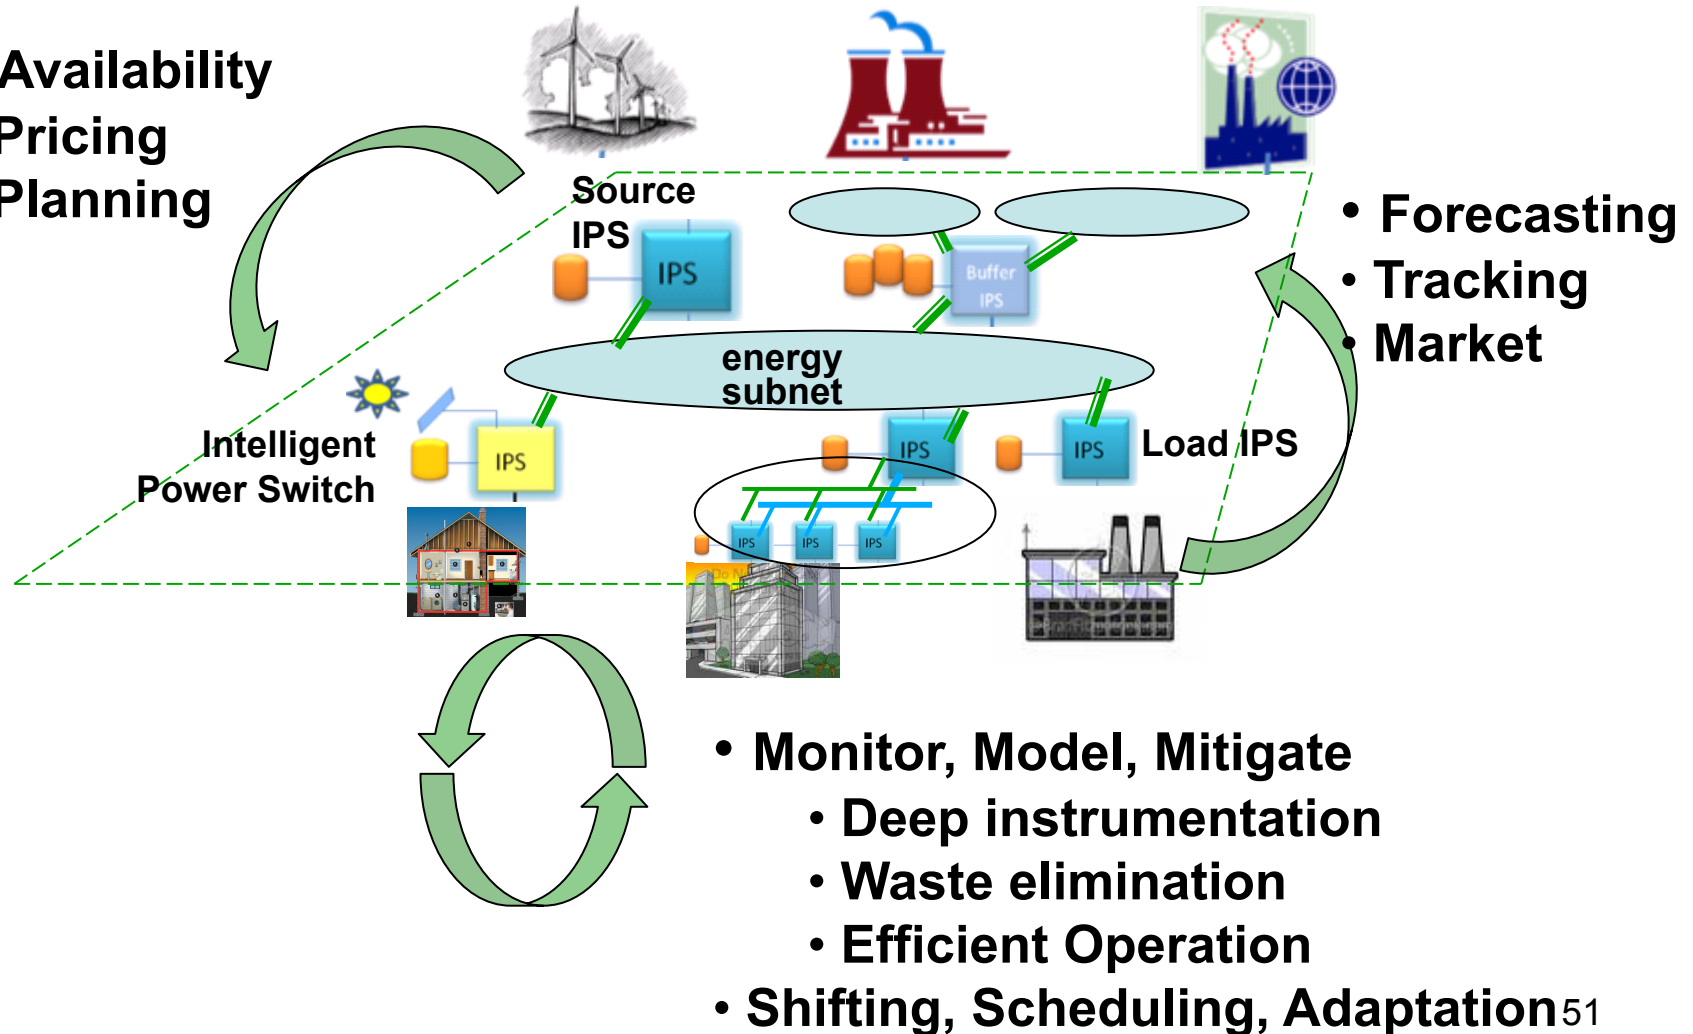 Availability
Pricing
Planning
Source
IPS
IPS
Buffer
IPS
• Forecasting
• Tracking
• Market
energy
subnet
Intelligent
Power Switch
IPS
IPS
IPS
Load IPS
IPS
IPS
IPS
• Monitor, Model, Mitigate
• Deep instrumentation
• Waste elimination
• Efficient Operation
• Shifting, Scheduling, Adaptation
51